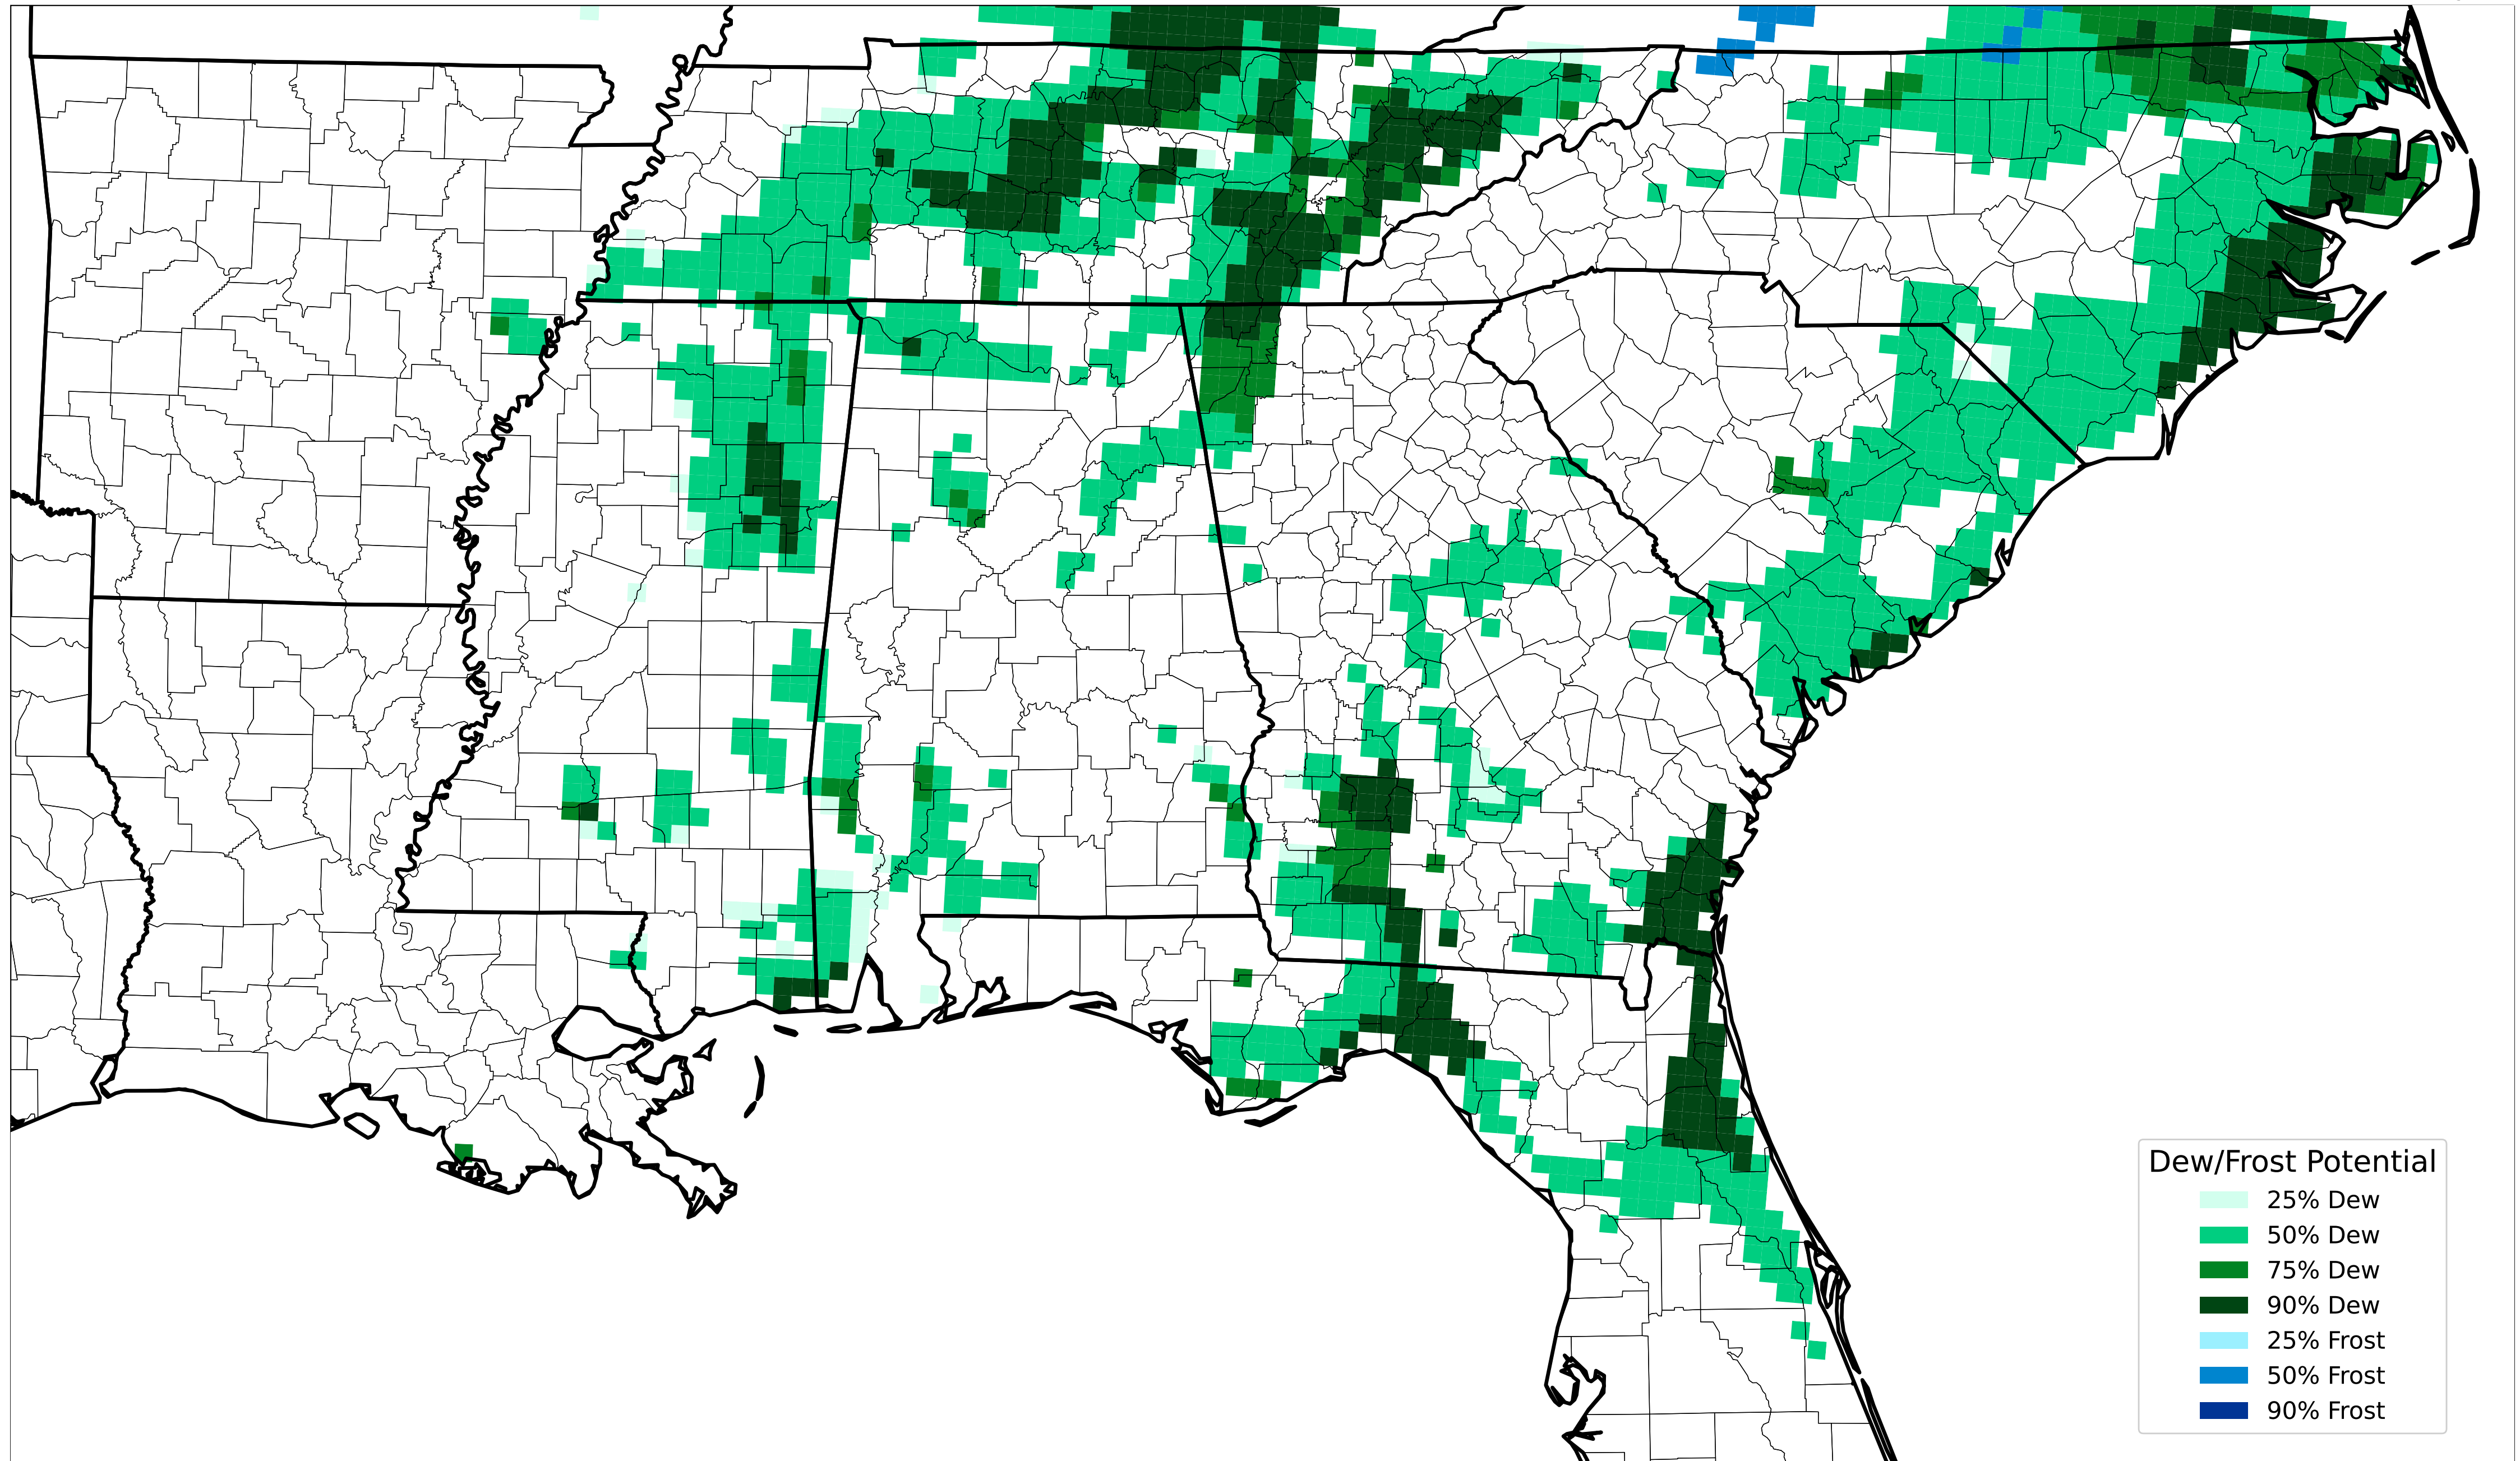 Dew/Frost Potential
25% Dew
50% Dew
75% Dew
90% Dew
25% Frost
50% Frost
90% Frost